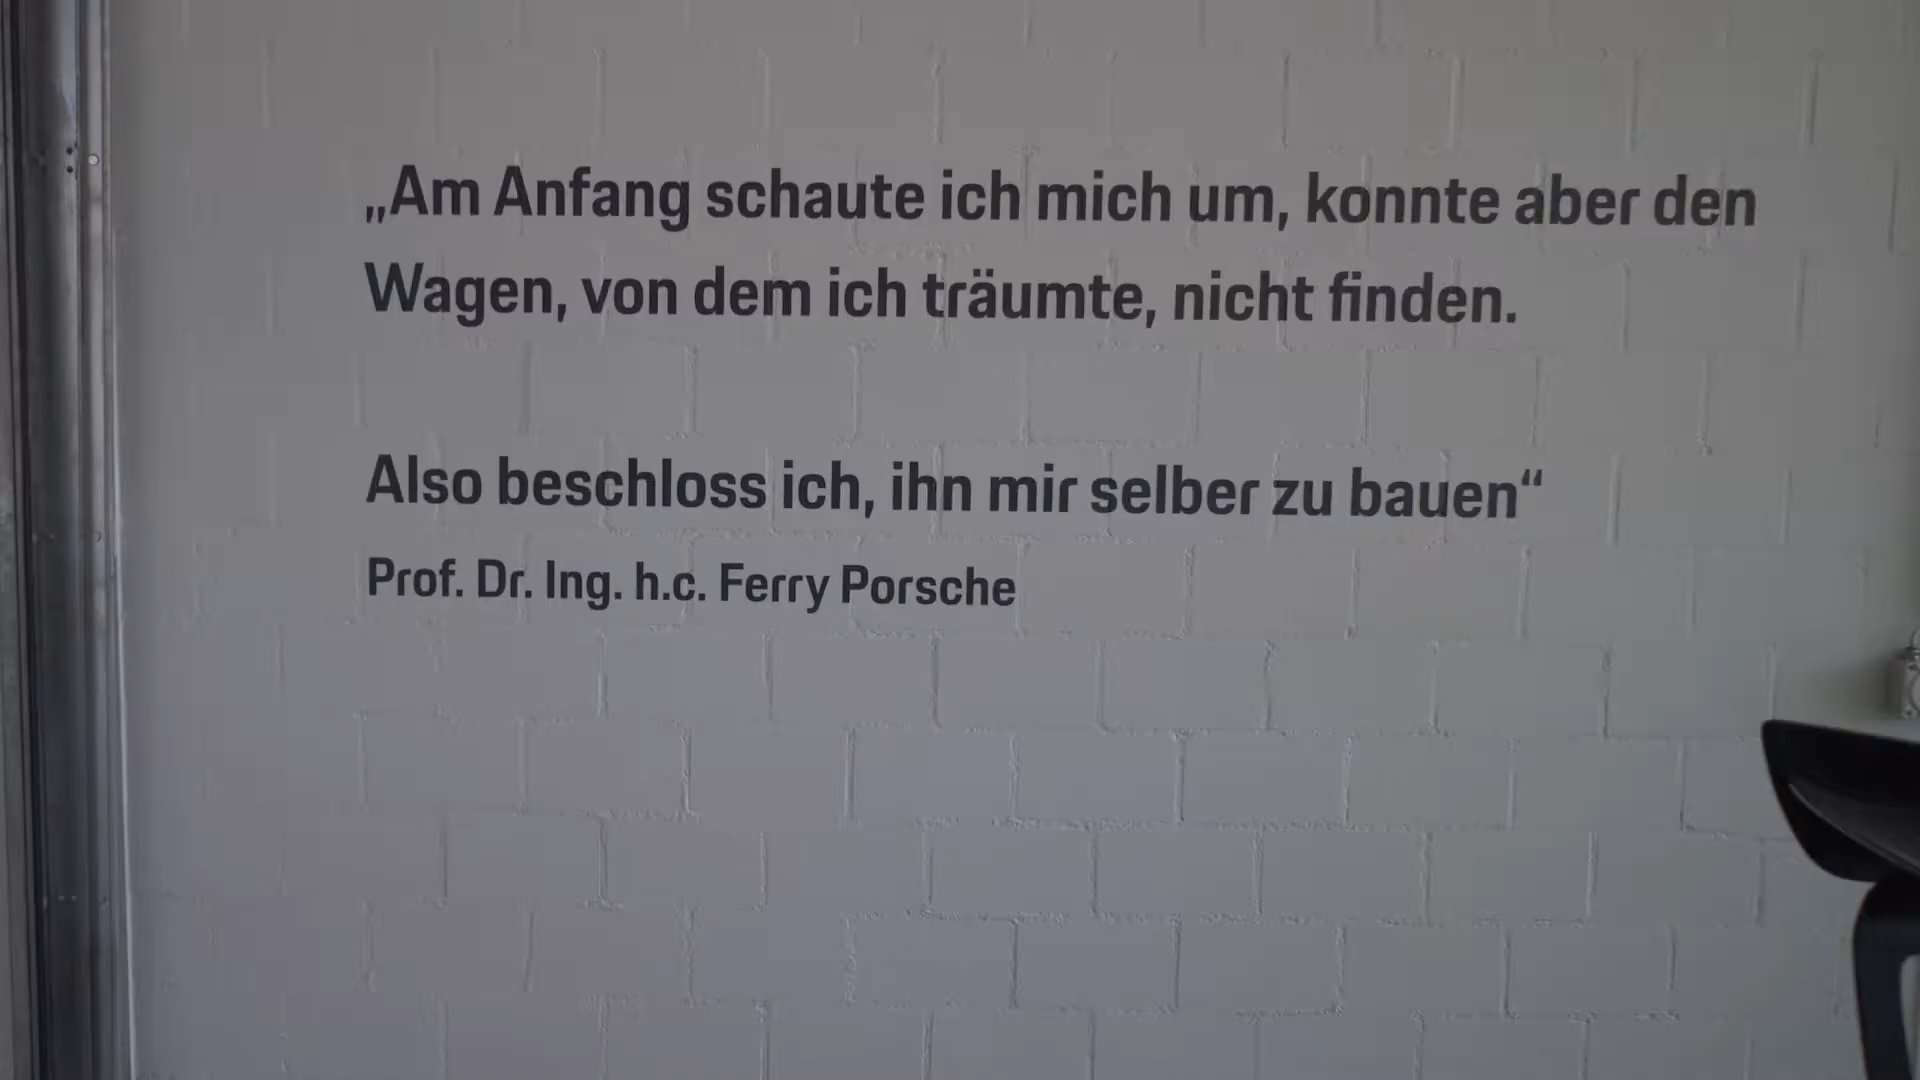 „Am Anfang schaute ich mich um, konnte aber den
Wagen, von dem ich träumte, nicht finden.
Also beschloss ich, ihn mir selber zu bauen“
Prof. Dr. Ing. h.c. Ferry Porsche